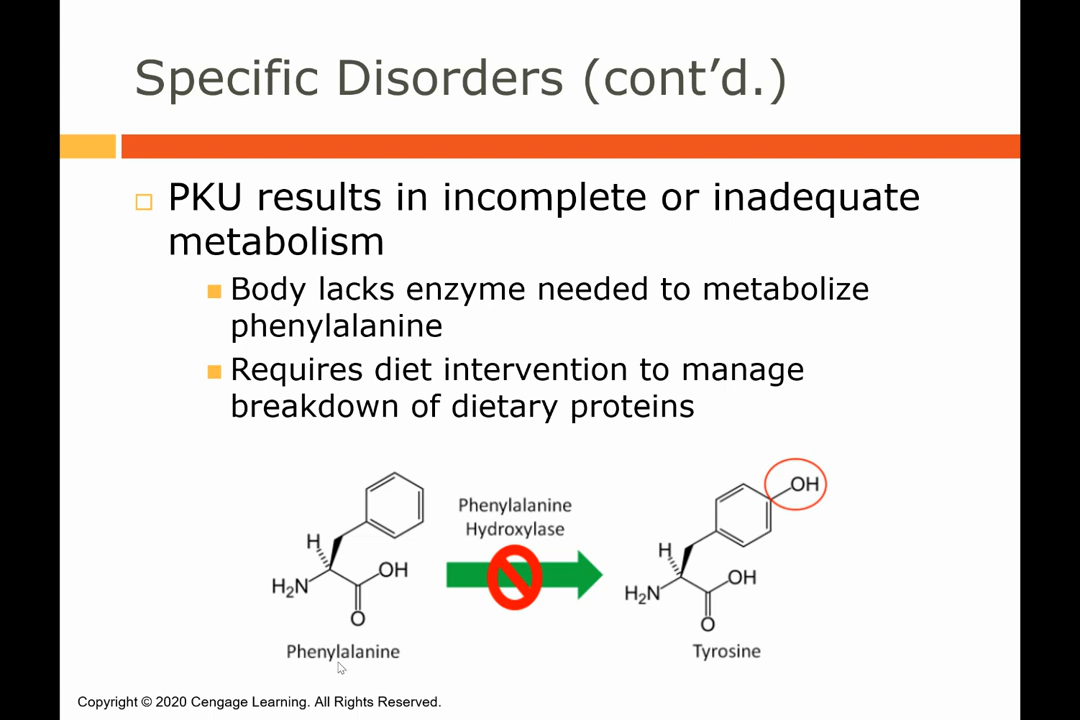 Specific Disorders (cont’d.)
PKU results in incomplete or inadequate
metabolism
Body lacks enzyme needed to metabolize
phenylalanine
Requires diet intervention to manage
breakdown of dietary proteins
Phenylalanine
Hydroxylase
H
OH
H₂N
O
Phenylalanine
OH
H
OH
H₂N
O
Tyrosine
Copyright © 2020 Cengage Learning. All Rights Reserved.